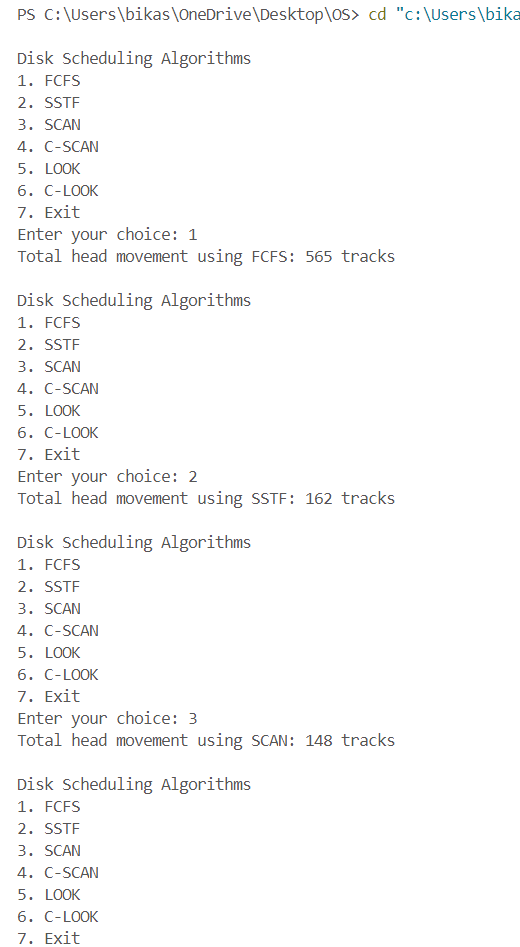 PS C:\Users\bikas\OneDrive\Desktop\OS> cd "c:\Users\bika
Disk Scheduling Algorithms
1. FCFS
2. SSTF
3. SCAN
4. C-SCAN
5. LOOK
6. C-LOOK
7. Exit
Enter your choice: 1
Total head movement using FCFS: 565 tracks
Disk Scheduling Algorithms
1. FCFS
2. SSTF
3. SCAN
4. C-SCAN
5. LOOK
6. C-LOOK
7. Exit
Enter your choice: 2
Total head movement using SSTF: 162 tracks
Disk Scheduling Algorithms
1. FCFS
2. SSTF
3. SCAN
4. C-SCAN
5. LOOK
6. C-LOOK
7. Exit
Enter your choice: 3
Total head movement using SCAN: 148 tracks
Disk Scheduling Algorithms
1. FCFS
2. SSTF
3. SCAN
4. C-SCAN
5. LOOK
6. C-LOOK
7. Exit